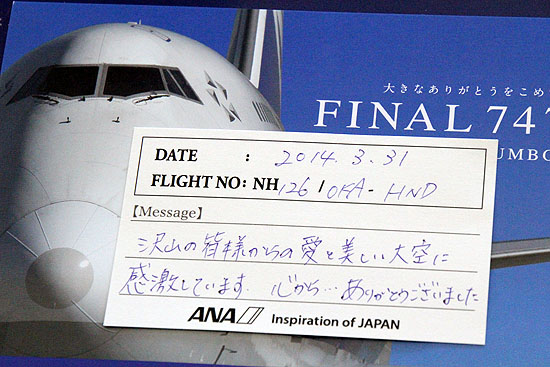 大きなありがとうをこめ
FINAL 747
UMBO
DATE : 2014.3.31
FLIGHT NO: NH126/OKA-HND
【Message】
沢山の皆様からの愛と美しい大空に
感激しています. 心から…ありがとうございました
ANA Inspiration of JAPAN